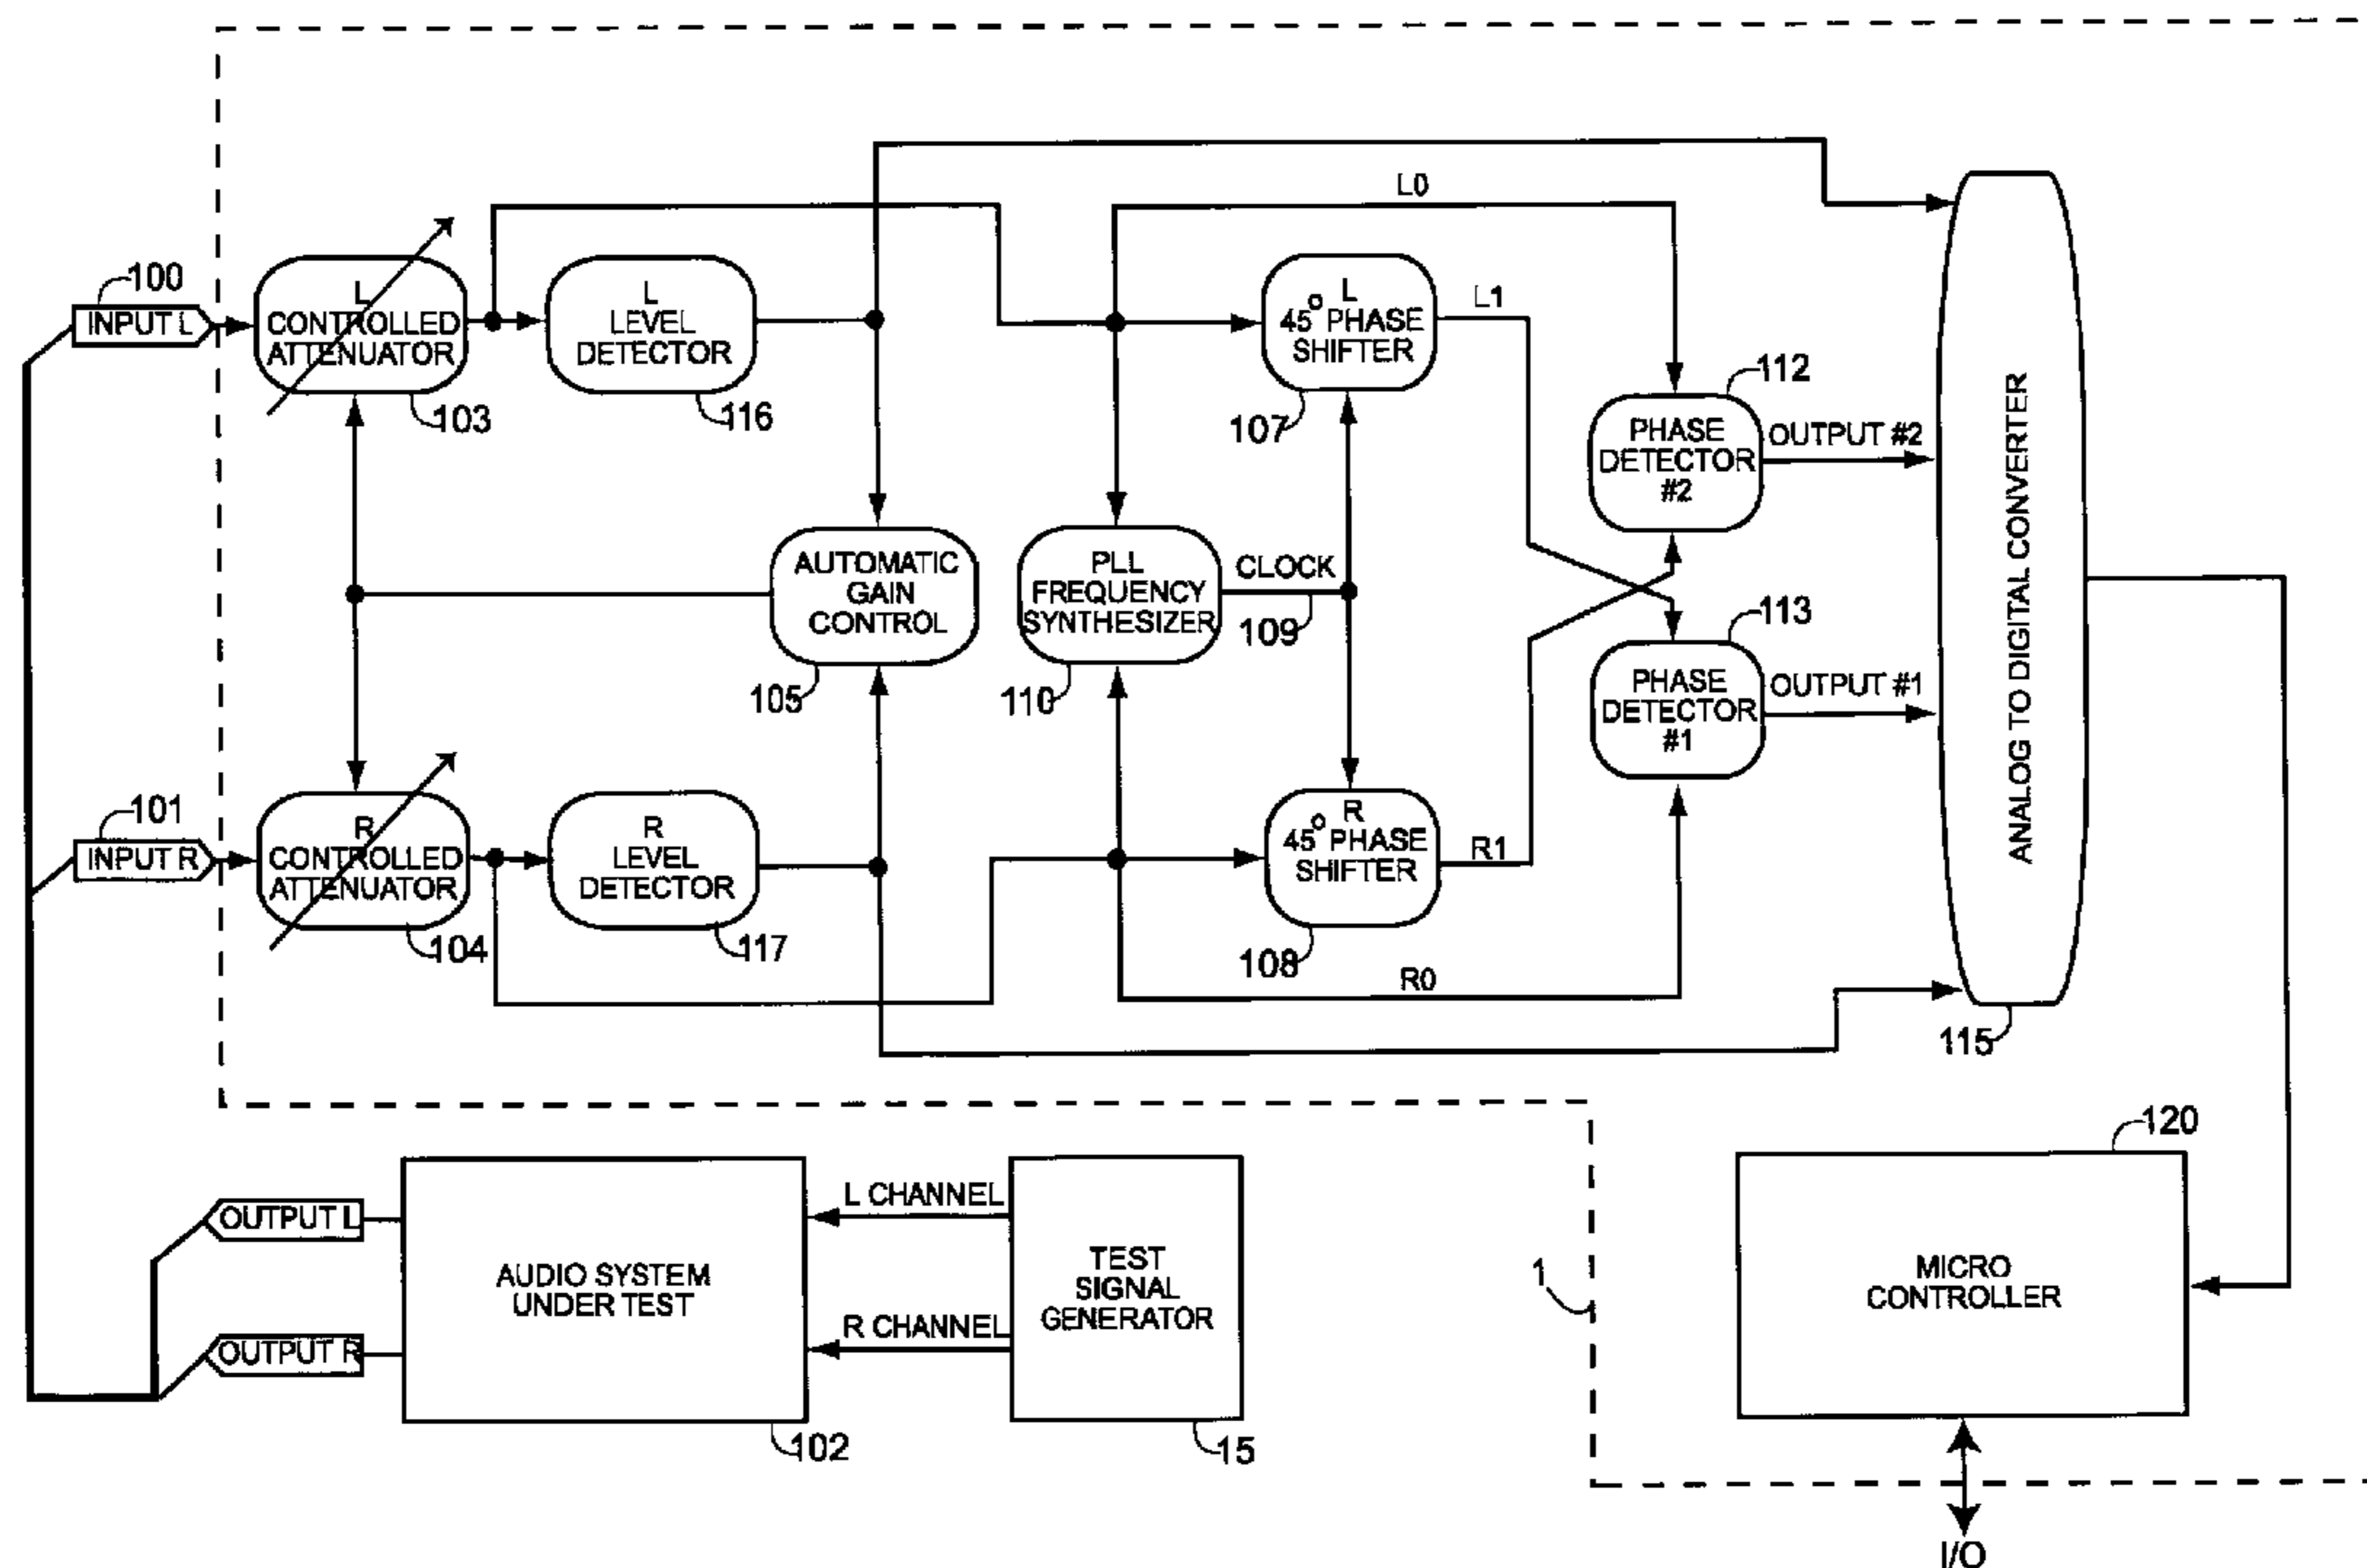 L0
100
INPUT L
L
CONTROLLED
ATTENUATOR
103
L
LEVEL
DETECTOR
116
L
45° PHASE
SHIFTER
107
L1
112
PHASE
DETECTOR
#2
OUTPUT #2
AUTOMATIC
GAIN
CONTROL
105
PLL
FREQUENCY
SYNTHESIZER
110
CLOCK
109
113
PHASE
DETECTOR
#1
OUTPUT #1
ANALOG TO DIGITAL CONVERTER
115
101
INPUT R
R
CONTROLLED
ATTENUATOR
104
R
LEVEL
DETECTOR
117
R
45° PHASE
SHIFTER
108
R1
R0
OUTPUT L
OUTPUT R
AUDIO SYSTEM
UNDER TEST
102
L CHANNEL
R CHANNEL
TEST
SIGNAL
GENERATOR
15
1
120
MICRO
CONTROLLER
I/O